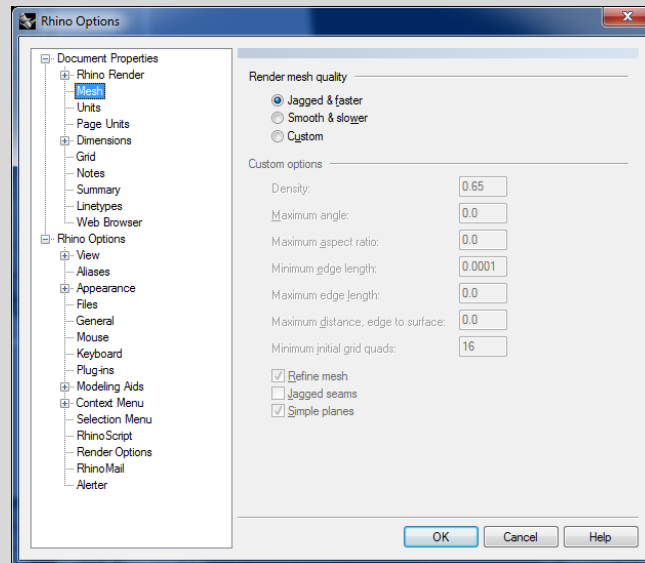 Rhino Options
Document Properties
Rhino Render
Mesh
Units
Page Units
Dimensions
Grid
Notes
Summary
Linetypes
Web Browser
Rhino Options
View
Aliases
Appearance
Files
General
Mouse
Keyboard
Plug-ins
Modeling Aids
Context Menu
Selection Menu
RhinoScript
Render Options
RhinoMail
Alerter
Render mesh quality
Jagged & faster
Smooth & slower
Custom
Custom options
Density: 0.65
Maximum angle: 0.0
Maximum aspect ratio: 0.0
Minimum edge length: 0.0001
Maximum edge length: 0.0
Maximum distance, edge to surface: 0.0
Minimum initial grid quads: 16
Refine mesh
Jagged seams
Simple planes
OK Cancel Help